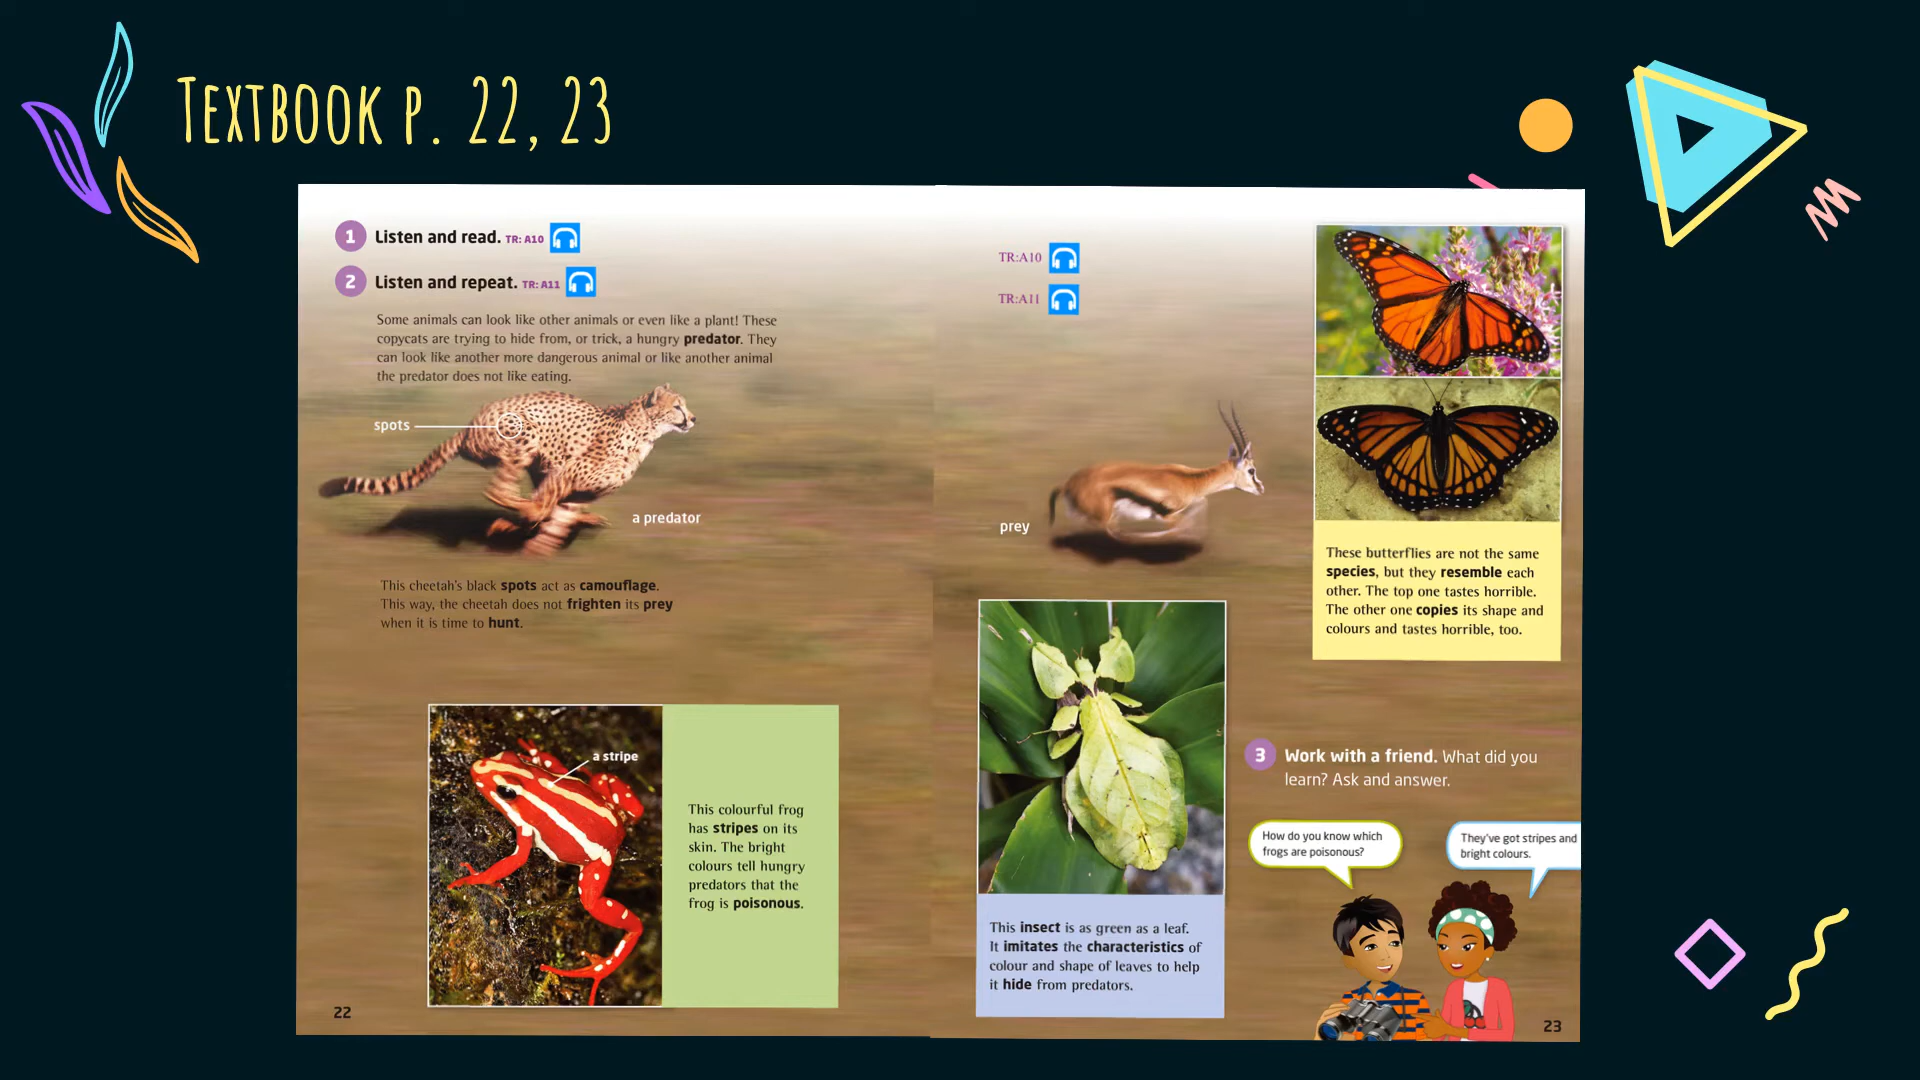 TEXTBOOK P. 22, 23
1 Listen and read. TR: A10
2 Listen and repeat. TR: A11
Some animals can look like other animals or even like a plant! These
copycats are trying to hide from, or trick, a hungry predator. They
can look like another more dangerous animal or like another animal
the predator does not like eating.
spots
a predator
This cheetah's black spots act as camouflage.
This way, the cheetah does not frighten its prey
when it is time to hunt.
a stripe
This colourful frog
has stripes on its
skin. The bright
colours tell hungry
predators that the
frog is poisonous.
22
TR:A10
TR:A11
prey
These butterflies are not the same
species, but they resemble each
other. The top one tastes horrible.
The other one copies its shape and
colours and tastes horrible, too.
This insect is as green as a leaf.
It imitates the characteristics of
colour and shape of leaves to help
it hide from predators.
3 Work with a friend. What did you
learn? Ask and answer.
How do you know which
frogs are poisonous?
They've got stripes and
bright colours.
23